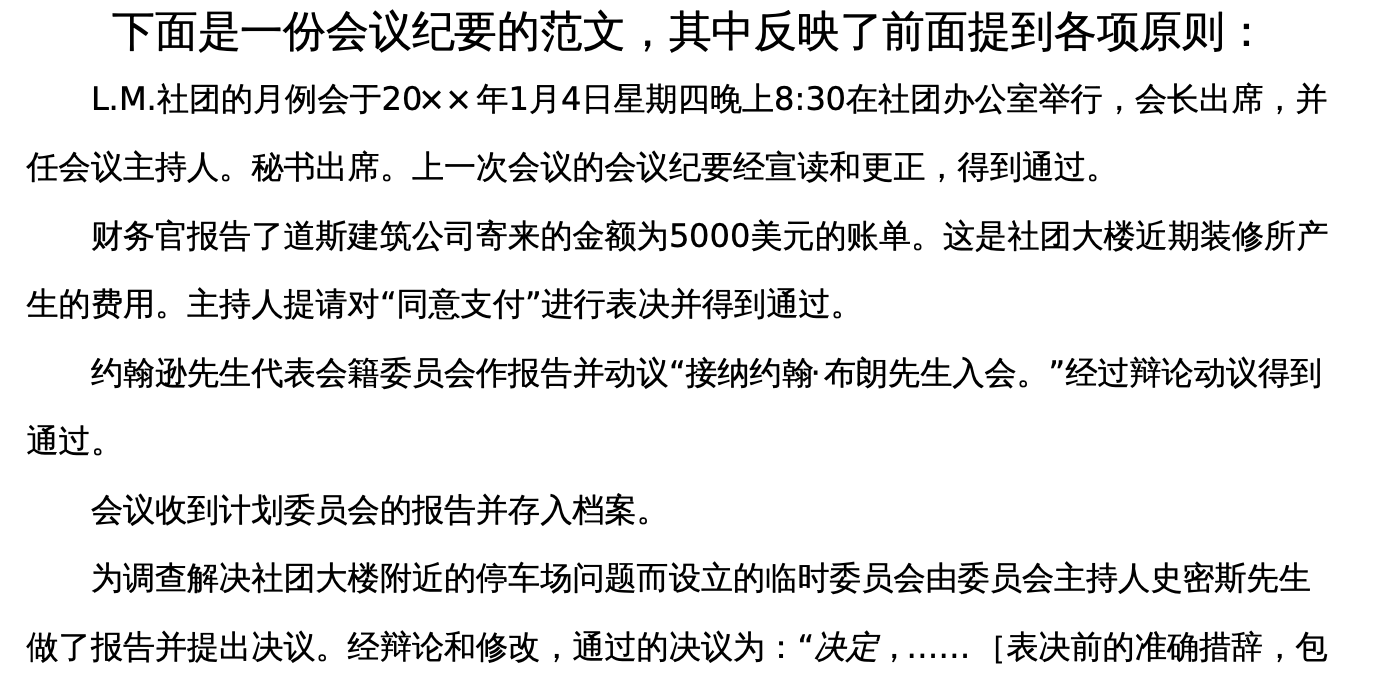 下面是一份会议纪要的范文，其中反映了前面提到各项原则：
L.M.社团的月例会于20××年1月4日星期四晚上8:30在社团办公室举行，会长出席，并
任会议主持人。秘书出席。上一次会议的会议纪要经宣读和更正，得到通过。
财务官报告了道斯建筑公司寄来的金额为5000美元的账单。这是社团大楼近期装修所产
生的费用。主持人提请对“同意支付”进行表决并得到通过。
约翰逊先生代表会籍委员会作报告并动议“接纳约翰·布朗先生入会。”经过辩论动议得到
通过。
会议收到计划委员会的报告并存入档案。
为调查解决社团大楼附近的停车场问题而设立的临时委员会由委员会主持人史密斯先生
做了报告并提出决议。经辩论和修改，通过的决议为：“决定，……［表决前的准确措辞，包